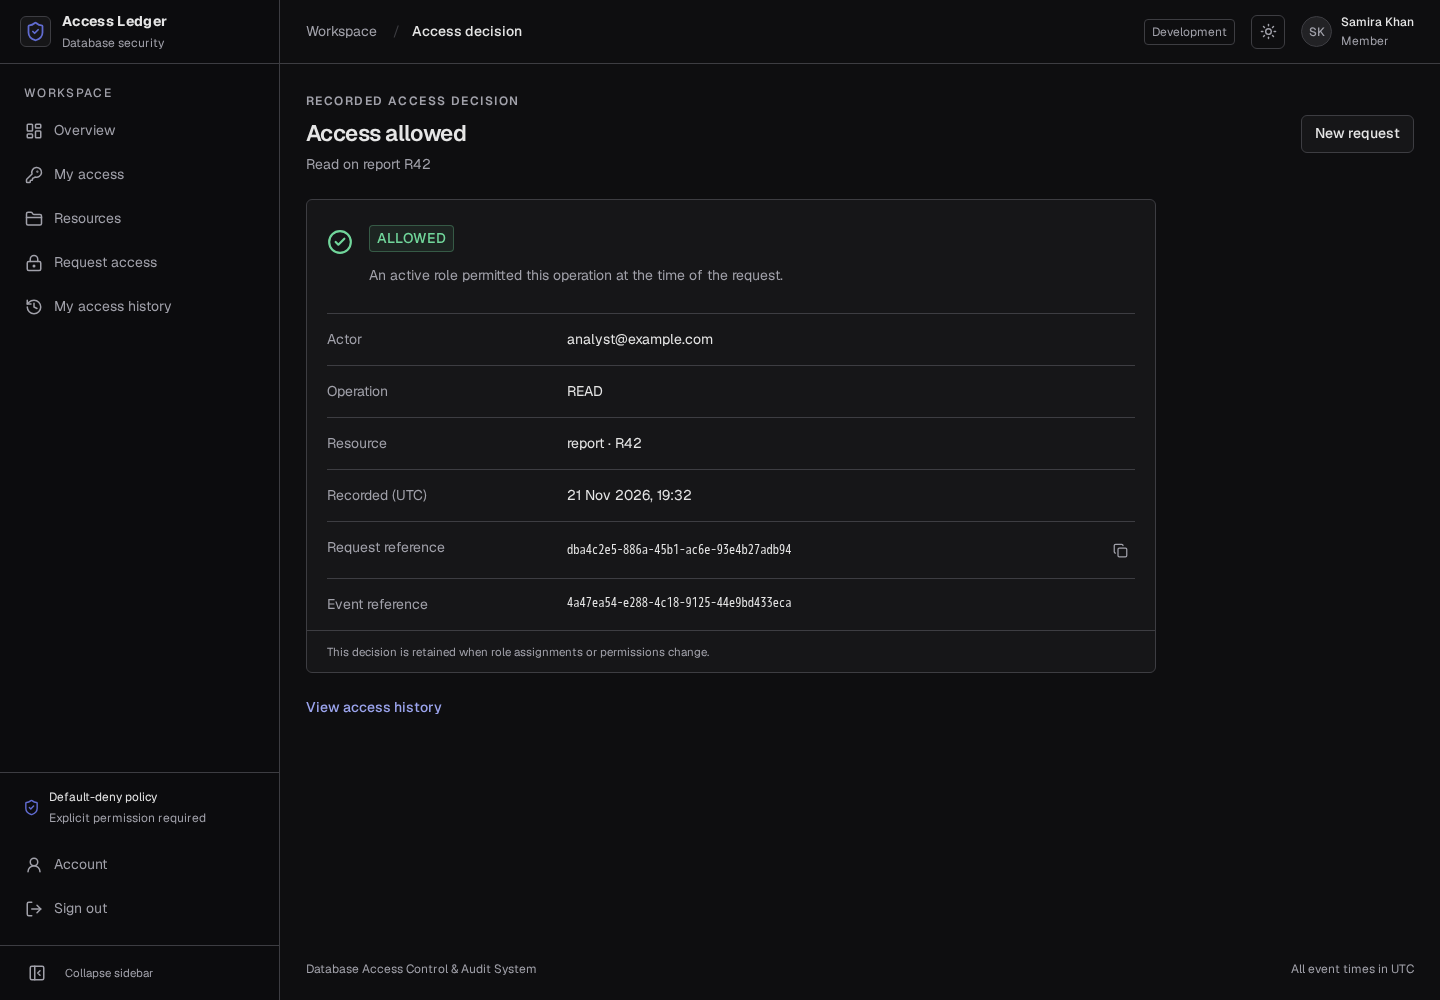 Access Ledger
Database security
WORKSPACE
Overview
My access
Resources
Request access
My access history
Default-deny policy
Explicit permission required
Account
Sign out
Collapse sidebar
Workspace / Access decision
Development
SK
Samira Khan
Member
RECORDED ACCESS DECISION
Access allowed
Read on report R42
New request
ALLOWED
An active role permitted this operation at the time of the request.
Actor analyst@example.com
Operation READ
Resource report · R42
Recorded (UTC) 21 Nov 2026, 19:32
Request reference dba4c2e5-886a-45b1-ac6e-93e4b27adb94
Event reference 4a47ea54-e288-4c18-9125-44e9bd433eca
This decision is retained when role assignments or permissions change.
View access history
Database Access Control & Audit System
All event times in UTC